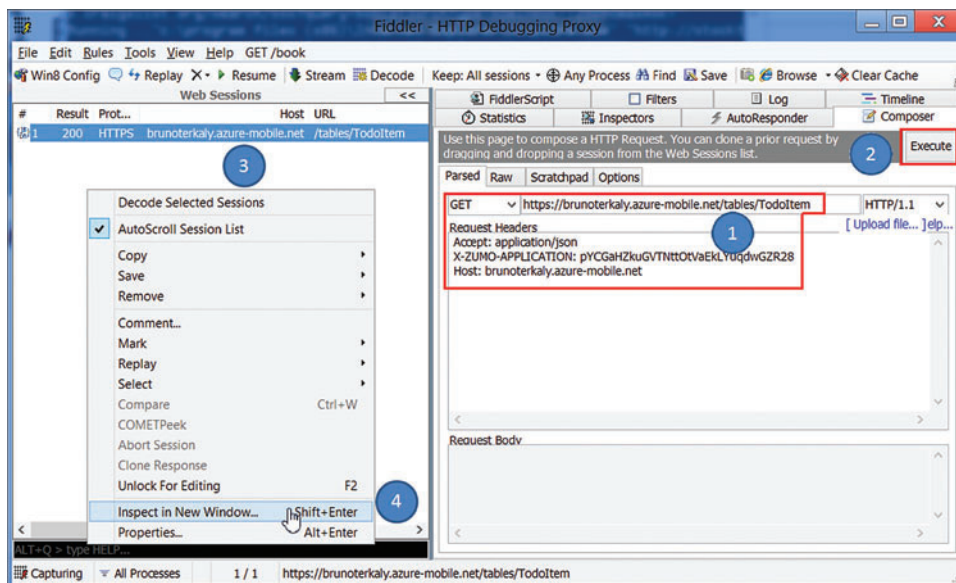 Fiddler - HTTP Debugging Proxy
File Edit Rules Tools View Help GET /book
Win8 Config Replay X Resume Stream Decode Keep: All sessions Any Process Find Save Browse Clear Cache
Web Sessions <<
# Result Prot... Host URL
1 200 HTTPS brunoterkaly.azure-mobile.net /tables/TodoItem
3
Decode Selected Sessions
AutoScroll Session List
Copy
Save
Remove
Comment...
Mark
Replay
Select
Compare Ctrl+W
COMETPeek
Abort Session
Clone Response
Unlock For Editing F2
Inspect in New Window... Shift+Enter
4
Properties... Alt+Enter
ALT+Q > type HELP...
FiddlerScript Filters Log Timeline
Statistics Inspectors AutoResponder Composer
Use this page to compose a HTTP Request. You can clone a prior request by
dragging and dropping a session from the Web Sessions list.
2
Execute
Parsed Raw Scratchpad Options
GET https://brunoterkaly.azure-mobile.net/tables/TodoItem HTTP/1.1
Request Headers [ Upload file... ] elp...
1
Accept: application/json
X-ZUMO-APPLICATION:
Host: brunoterkaly.azure-mobile.net
Request Body
Capturing All Processes 1 / 1 https://brunoterkaly.azure-mobile.net/tables/TodoItem